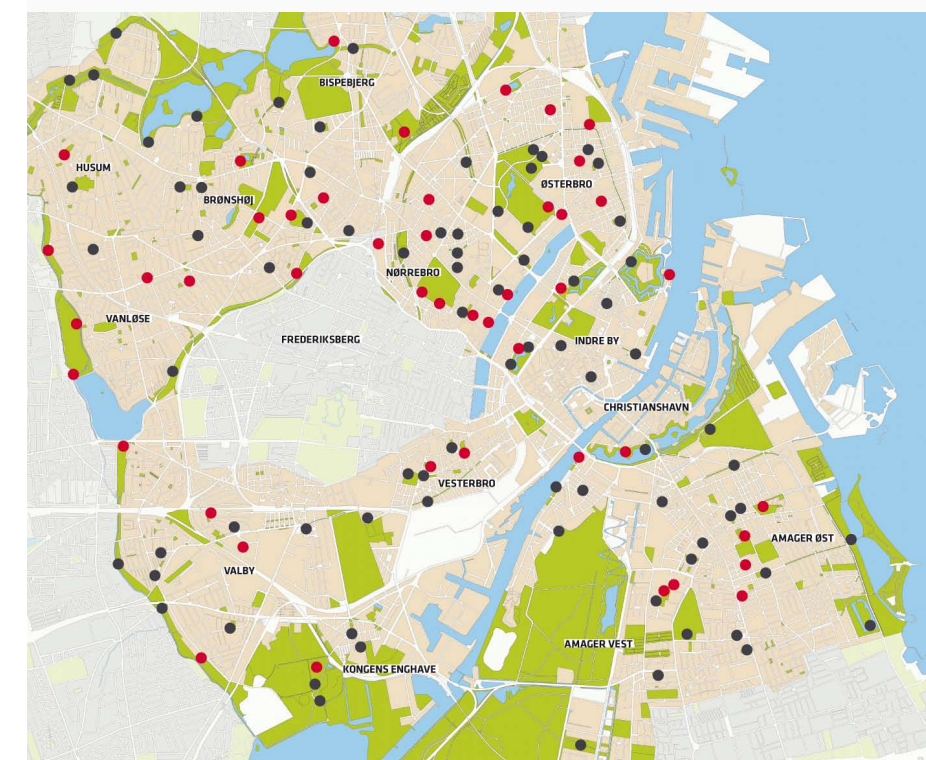 BISPEBJERG
HUSUM
ØSTERBRO
BRØNSHØJ
NØRREBRO
VANLØSE
FREDERIKSBERG
INDRE BY
CHRISTIANSHAVN
VESTERBRO
AMAGER ØST
VALBY
AMAGER VEST
KONGENS ENGHAVE